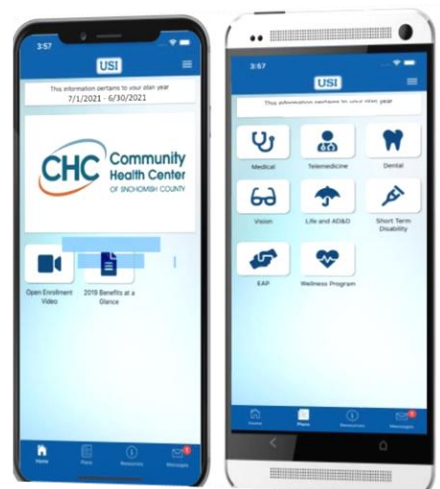 3:57
USI
This information pertains to your plan year
7/1/2021 - 6/30/2021
CHC Community
Health Center
OF SNOHOMISH COUNTY
Open Enrollment
Video
2019 Benefits at a
Glance
Home
Plans
Resources
Messages
3:57
USI
This information pertains to your plan year
Medical
Telemedicine
Dental
Vision
Life and AD&D
Short Term
Disability
EAP
Wellness Program
Home
Plans
Resources
Messages